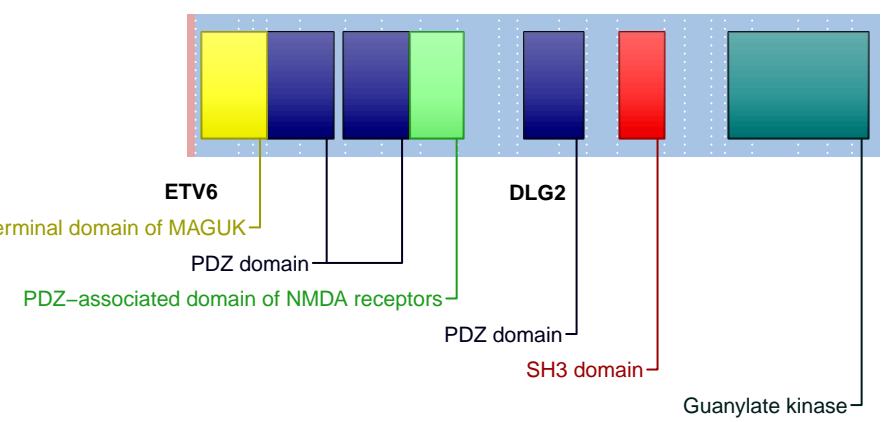 ETV6
DLG2
domain of MAGUK
PDZ domain
PDZ−associated domain of NMDA receptors
PDZ domain
SH3 domain
Guanylate kinase